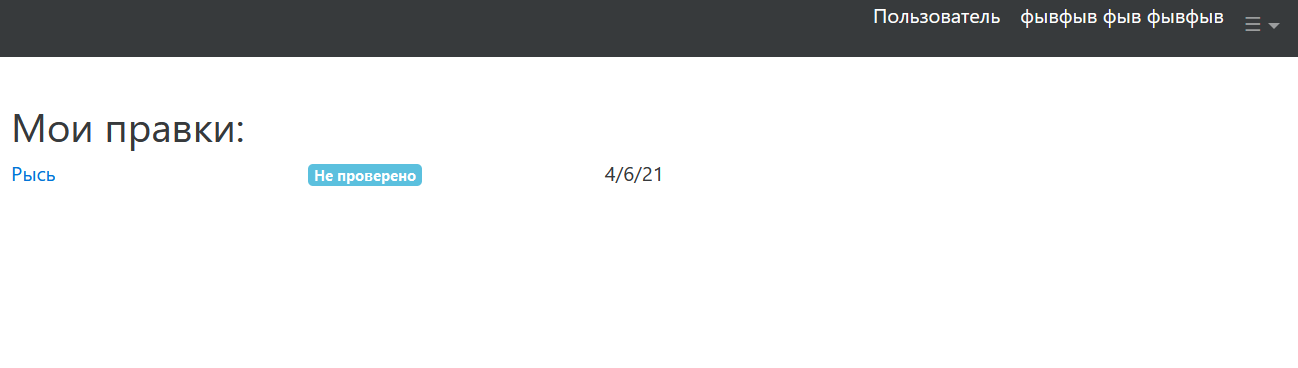 Пользователь фывфыв фыв фывфыв
Мои правки:
Рысь Не проверено 4/6/21